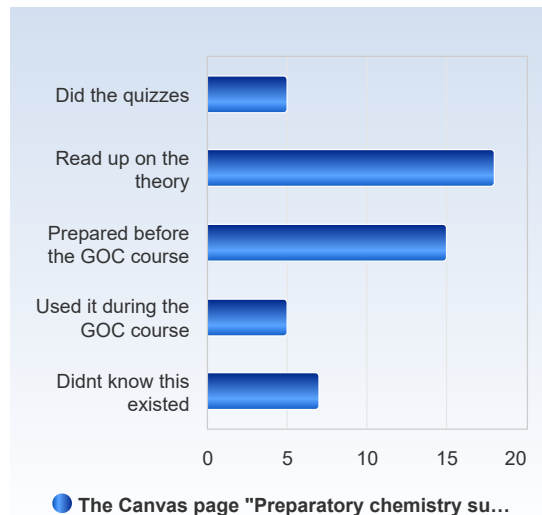 Did the quizzes
Read up on the
theory
Prepared before
the GOC course
Used it during the
GOC course
Didnt know this
existed
0 5 10 15 20
The Canvas page "Preparatory chemistry su...